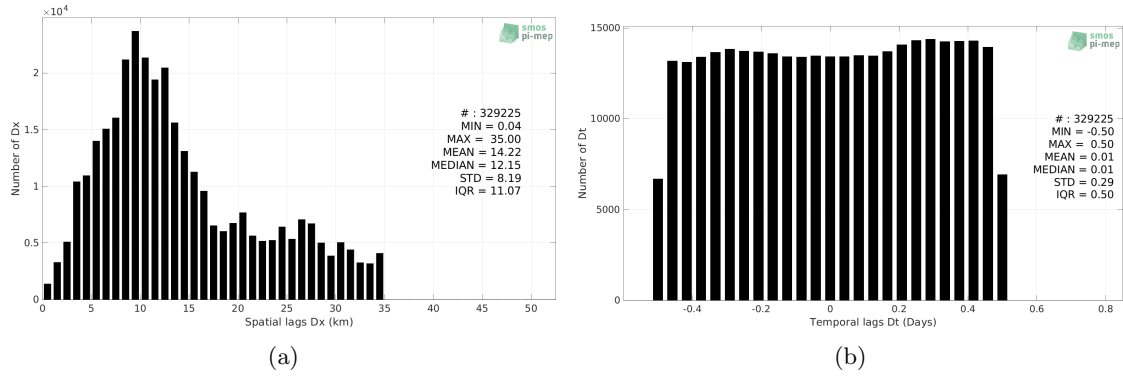 ×10⁴
smos
pi-mep
2
1.5
1
0.5
0
Number of Dx
# : 329225
MIN = 0.04
MAX = 35.00
MEAN = 14.22
MEDIAN = 12.15
STD = 8.19
IQR = 11.07
0 5 10 15 20 25 30 35 40 45 50
Spatial lags Dx (km)
(a)
15000
10000
5000
0
Number of Dt
smos
pi-mep
# : 329225
MIN = -0.50
MAX = 0.50
MEAN = 0.01
MEDIAN = 0.01
STD = 0.29
IQR = 0.50
-0.4 -0.2 0 0.2 0.4 0.6 0.8
Temporal lags Dt (Days)
(b)